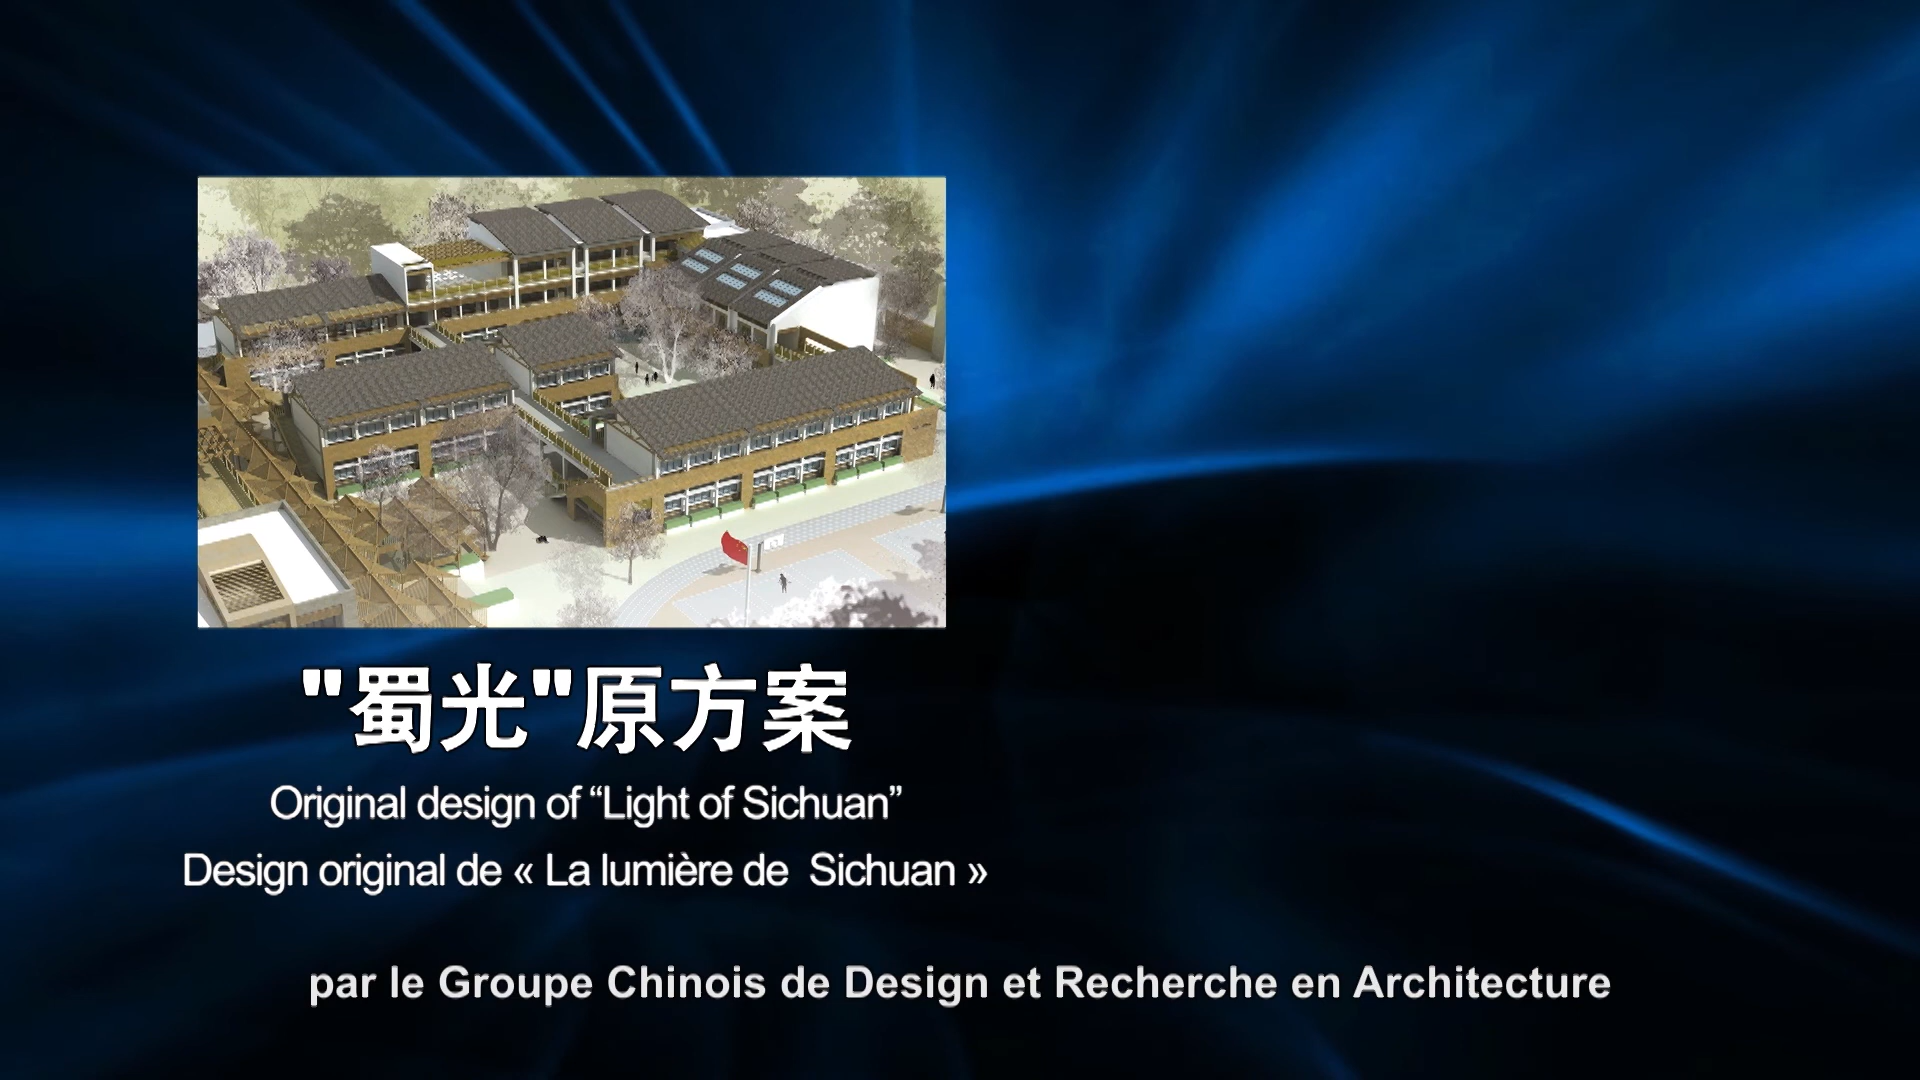 "蜀光"原方案
Original design of “Light of Sichuan”
Design original de « La lumière de  Sichuan »
par le Groupe Chinois de Design et Recherche en Architecture